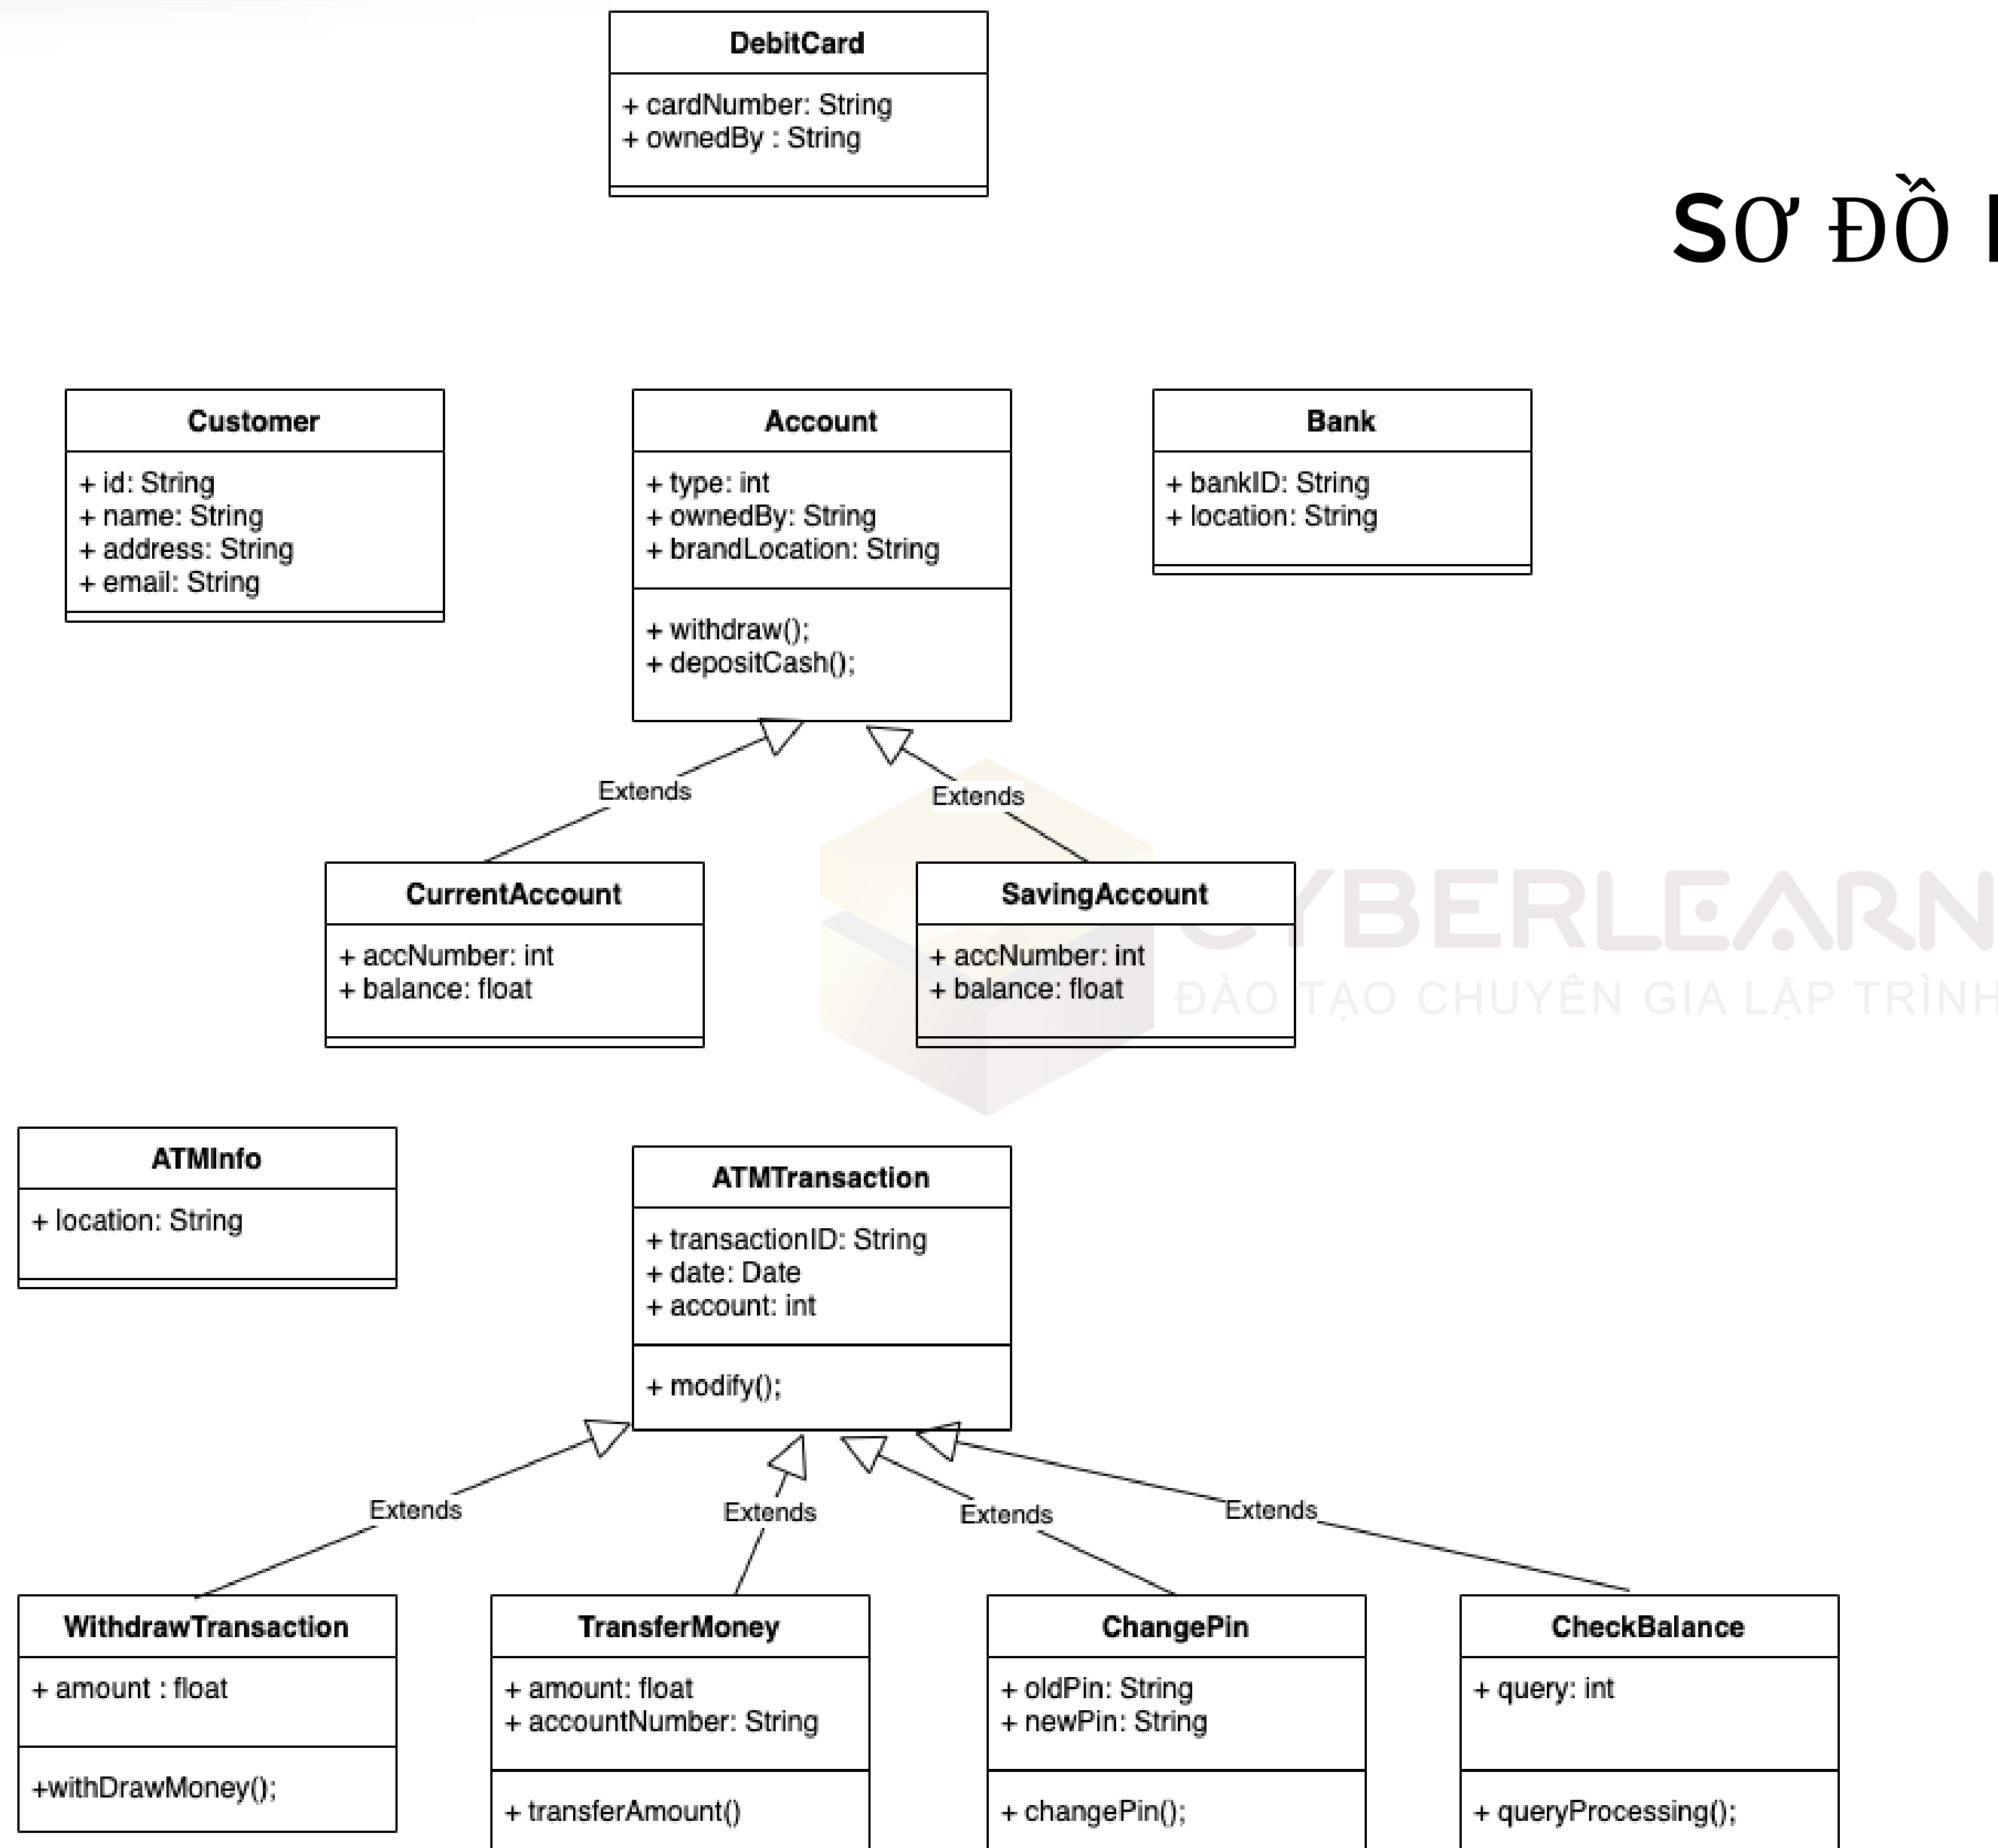 DebitCard
+ cardNumber: String
+ ownedBy : String
SƠ ĐỒ
Customer
+ id: String
+ name: String
+ address: String
+ email: String
Account
+ type: int
+ ownedBy: String
+ brandLocation: String
+ withdraw();
+ depositCash();
Bank
+ bankID: String
+ location: String
Extends
Extends
CurrentAccount
+ accNumber: int
+ balance: float
SavingAccount
+ accNumber: int
+ balance: float
CYBERLEARN
ĐÀO TẠO CHUYÊN GIA LẬP TRÌNH
ATMInfo
+ location: String
ATMTransaction
+ transactionID: String
+ date: Date
+ account: int
+ modify();
Extends
Extends
Extends
Extends
WithdrawTransaction
+ amount : float
+withDrawMoney();
TransferMoney
+ amount: float
+ accountNumber: String
+ transferAmount()
ChangePin
+ oldPin: String
+ newPin: String
+ changePin();
CheckBalance
+ query: int
+ queryProcessing();